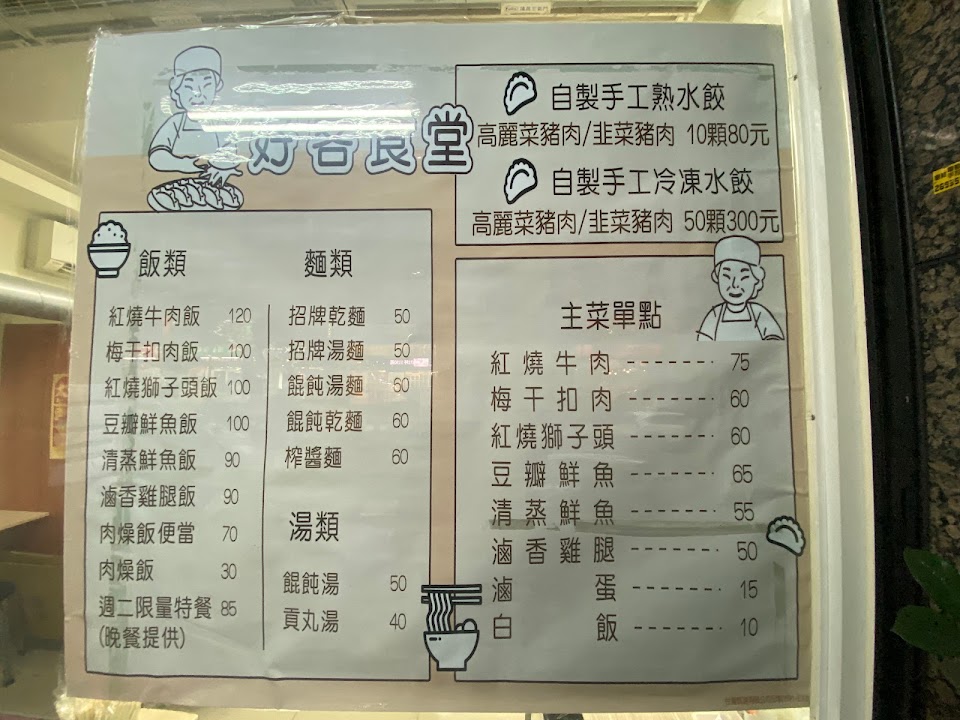 好客食堂
自製手工熟水餃
高麗菜豬肉/韭菜豬肉 10顆80元
自製手工冷凍水餃
高麗菜豬肉/韭菜豬肉 50顆300元
飯類
紅燒牛肉飯 120
梅干扣肉飯 100
紅燒獅子頭飯 100
豆瓣鮮魚飯 100
清蒸鮮魚飯 90
滷香雞腿飯 90
肉燥飯便當 70
肉燥飯 30
週二限量特餐 85
(晚餐提供)
麵類
招牌乾麵 50
招牌湯麵 50
餛飩湯麵 60
餛飩乾麵 60
榨醬麵 60
湯類
餛飩湯 50
貢丸湯 40
主菜單點
紅燒牛肉 -------- 75
梅干扣肉 -------- 60
紅燒獅子頭 -------- 60
豆瓣鮮魚 -------- 65
清蒸鮮魚 -------- 55
滷香雞腿 -------- 50
滷蛋 -------- 15
白飯 -------- 10